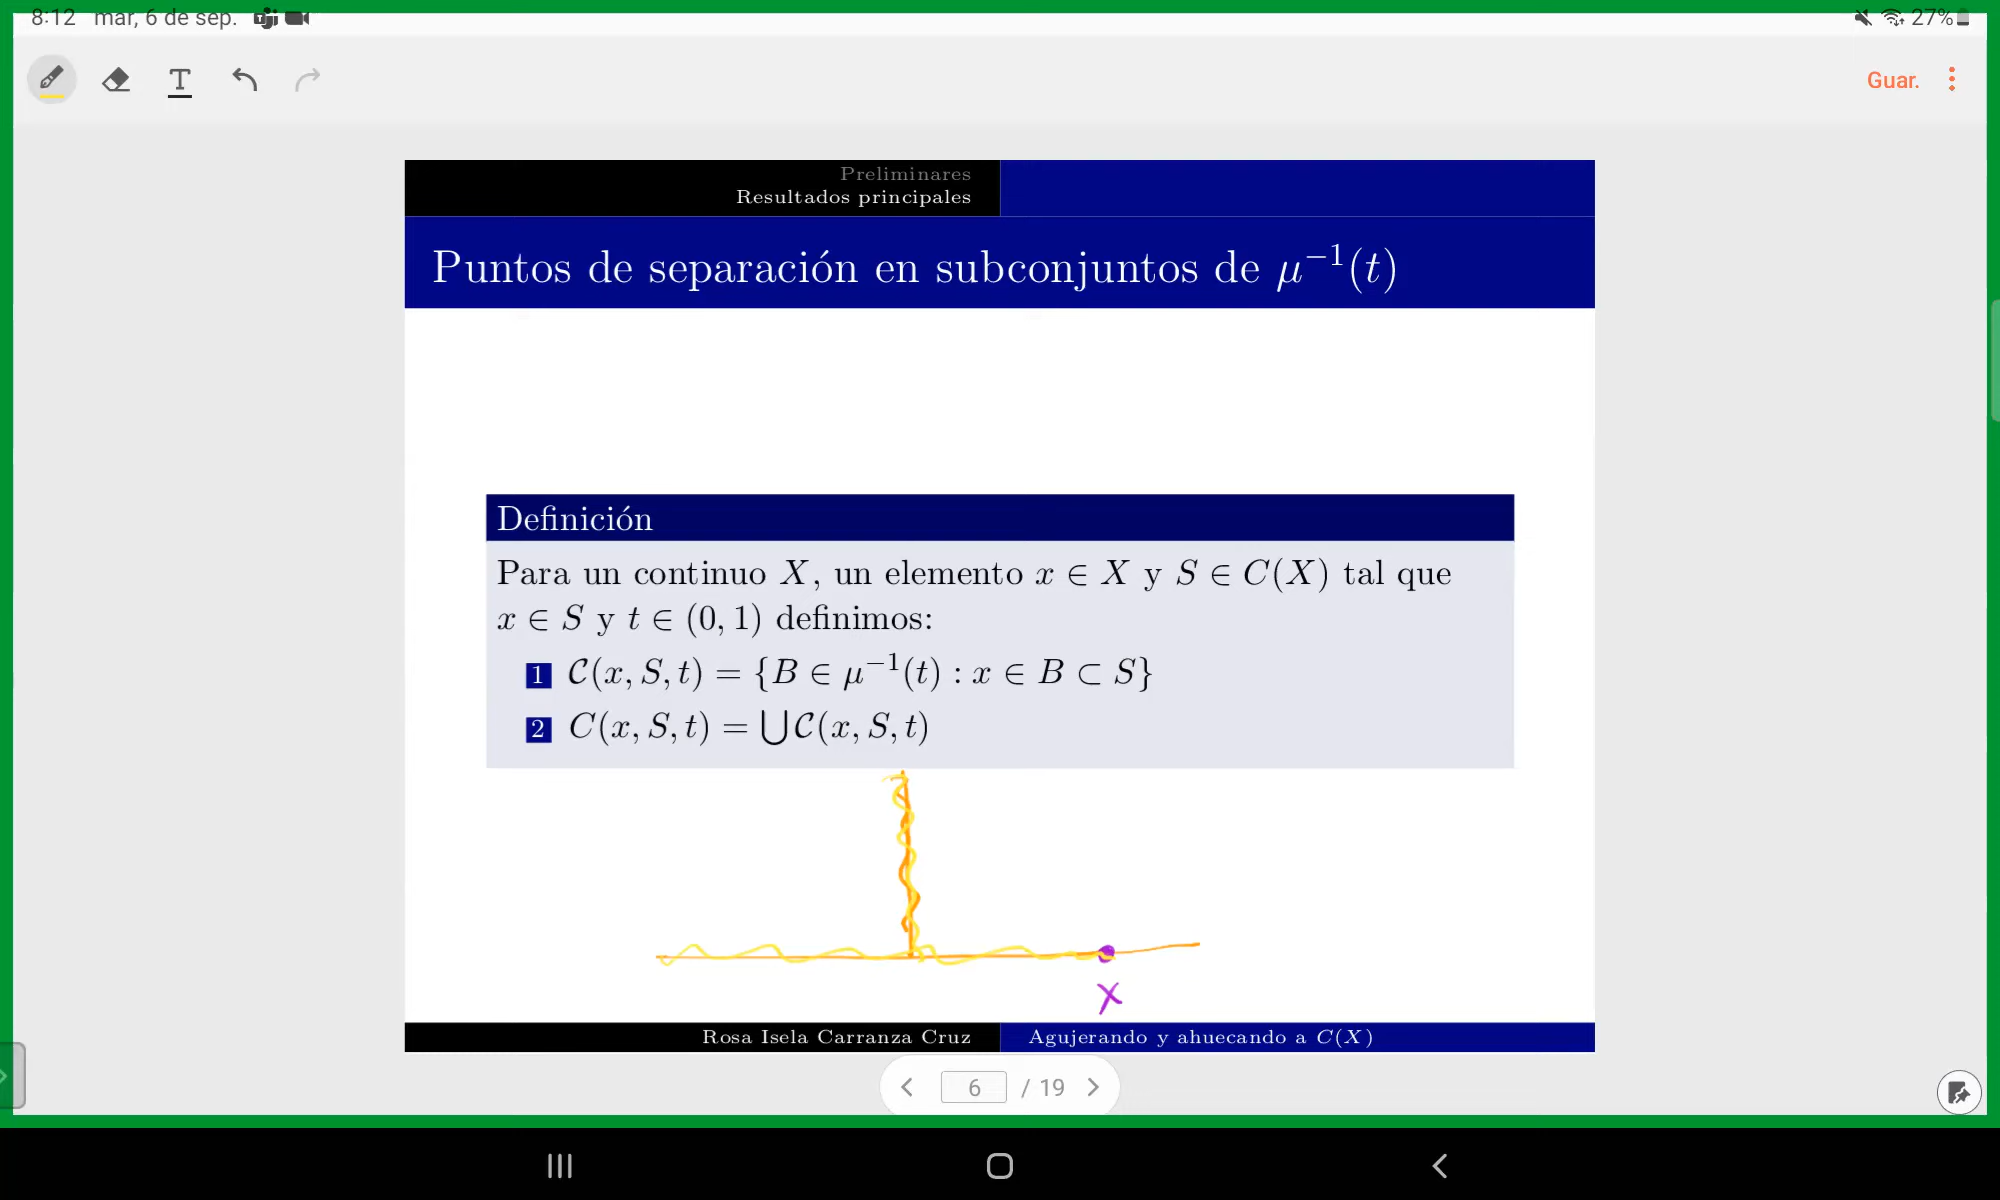 8:12 mar, 6 de sep. 27%
T Guar.
Preliminares
Resultados principales
Puntos de separación en subconjuntos de μ⁻¹(t)
Definición
Para un continuo X, un elemento x ∈ X y S ∈ C(X) tal que
x ∈ S y t ∈ (0, 1) definimos:
1 𝒞(x, S, t) = {B ∈ μ⁻¹(t) : x ∈ B ⊂ S}
2 C(x, S, t) = ⋃𝒞(x, S, t)
x
Rosa Isela Carranza Cruz Agujerando y ahuecando a C(X)
6 / 19